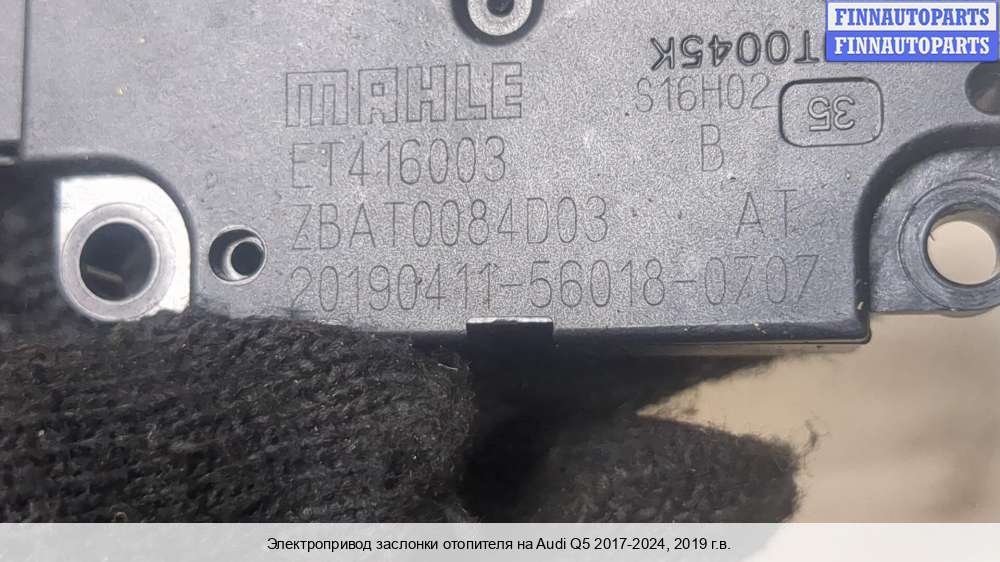 FINNAUTOPARTS
FINNAUTOPARTS
T0045K
MAHLE
S16H02
35
ET416003
B
ZBAT0084D03
AT
20190411-56018-0707
Электропривод заслонки отопителя на Audi Q5 2017-2024, 2019 г.в.